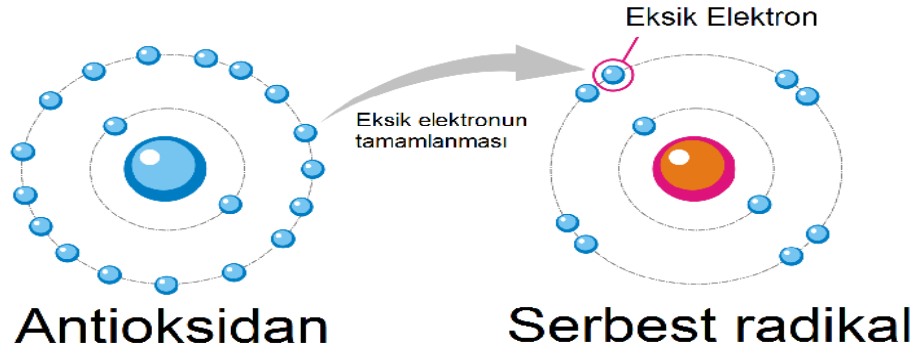 Eksik Elektron
Eksik elektronun
tamamlanması
Antioksidan
Serbest radikal